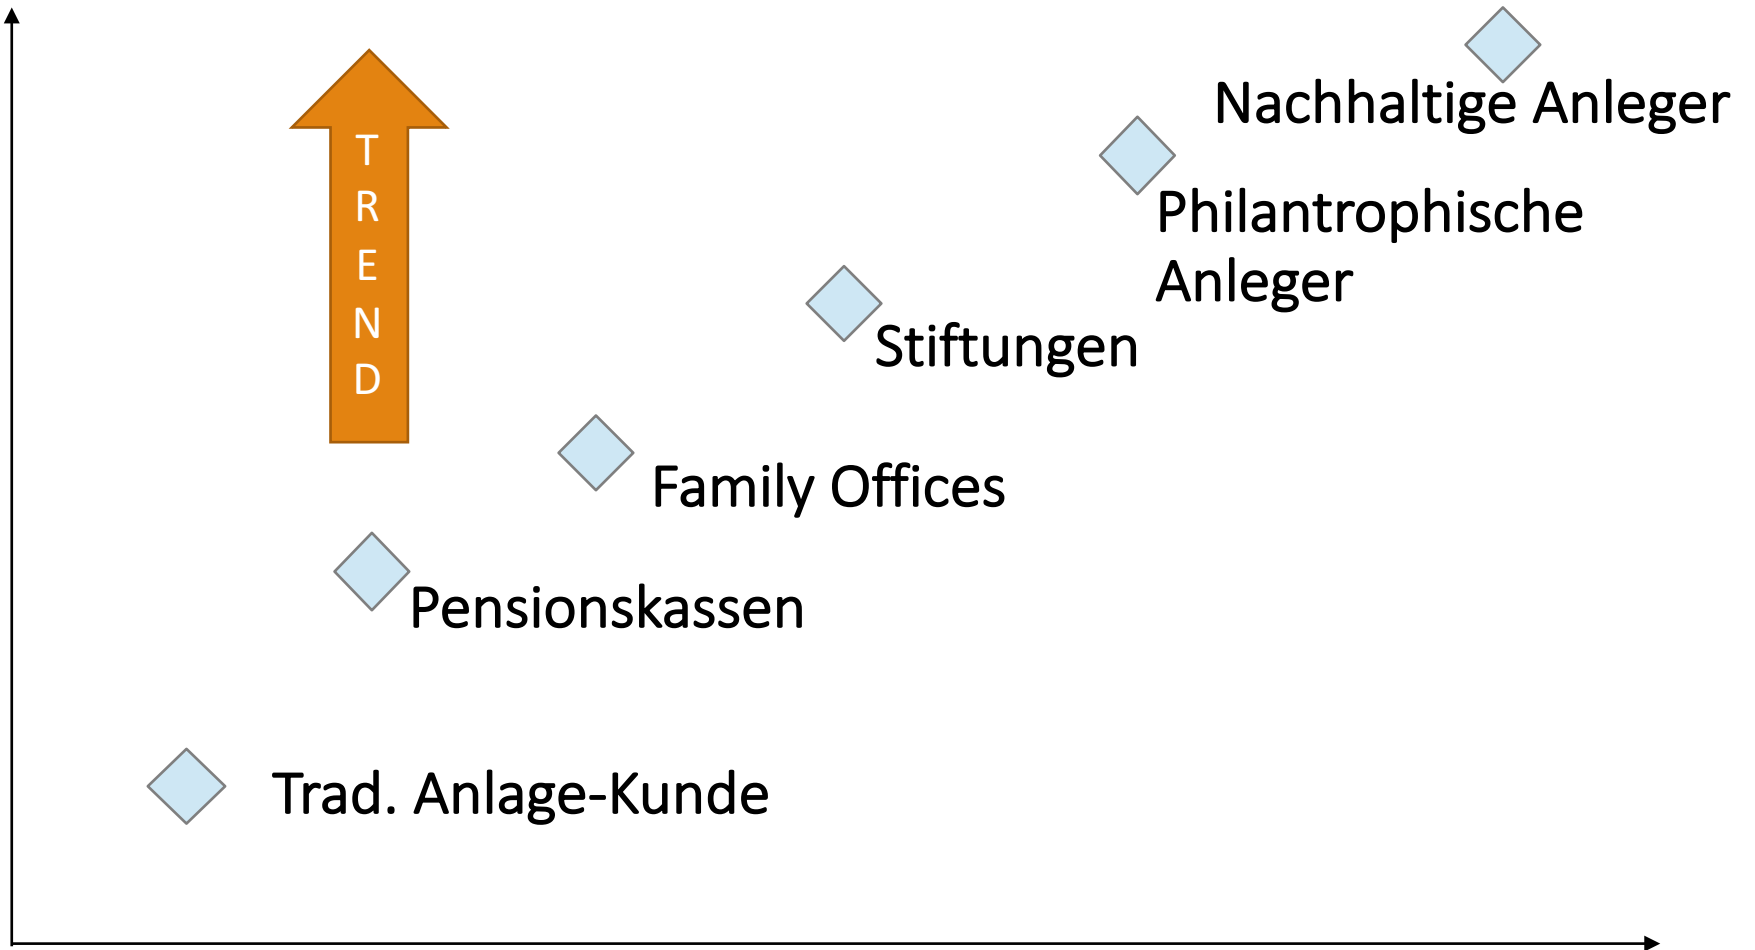 Nachhaltige Anleger
Philantrophische
Anleger
Stiftungen
Family Offices
Pensionskassen
Trad. Anlage-Kunde
T
R
E
N
D